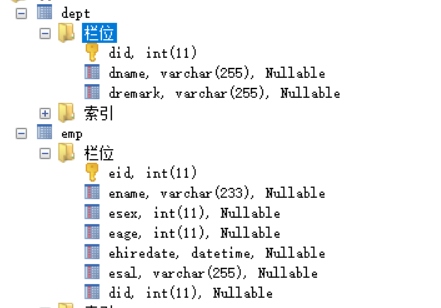 dept
栏位
did, int(11)
dname, varchar(255), Nullable
dremark, varchar(255), Nullable
索引
emp
栏位
eid, int(11)
ename, varchar(233), Nullable
esex, int(11), Nullable
eage, int(11), Nullable
ehiredate, datetime, Nullable
esal, varchar(255), Nullable
did, int(11), Nullable